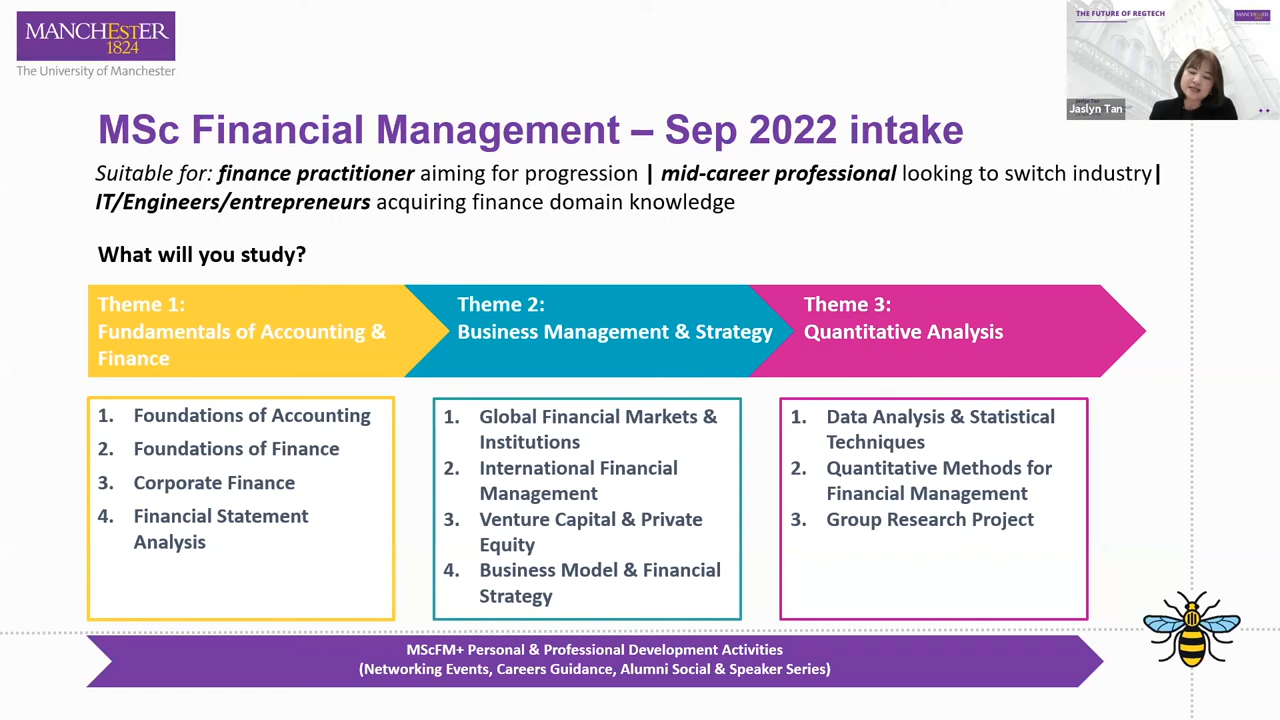 MANCHESTER
1824
The University of Manchester
THE FUTURE OF REGTECH
MANCHESTER
1824
Jaslyn Tan
MSc Financial Management – Sep 2022 intake
Suitable for: finance practitioner aiming for progression | mid-career professional looking to switch industry|
IT/Engineers/entrepreneurs acquiring finance domain knowledge
What will you study?
Theme 1:
Fundamentals of Accounting &
Finance
Theme 2:
Business Management & Strategy
Theme 3:
Quantitative Analysis
1. Foundations of Accounting
2. Foundations of Finance
3. Corporate Finance
4. Financial Statement
Analysis
1. Global Financial Markets &
Institutions
2. International Financial
Management
3. Venture Capital & Private
Equity
4. Business Model & Financial
Strategy
1. Data Analysis & Statistical
Techniques
2. Quantitative Methods for
Financial Management
3. Group Research Project
MScFM+ Personal & Professional Development Activities
(Networking Events, Careers Guidance, Alumni Social & Speaker Series)